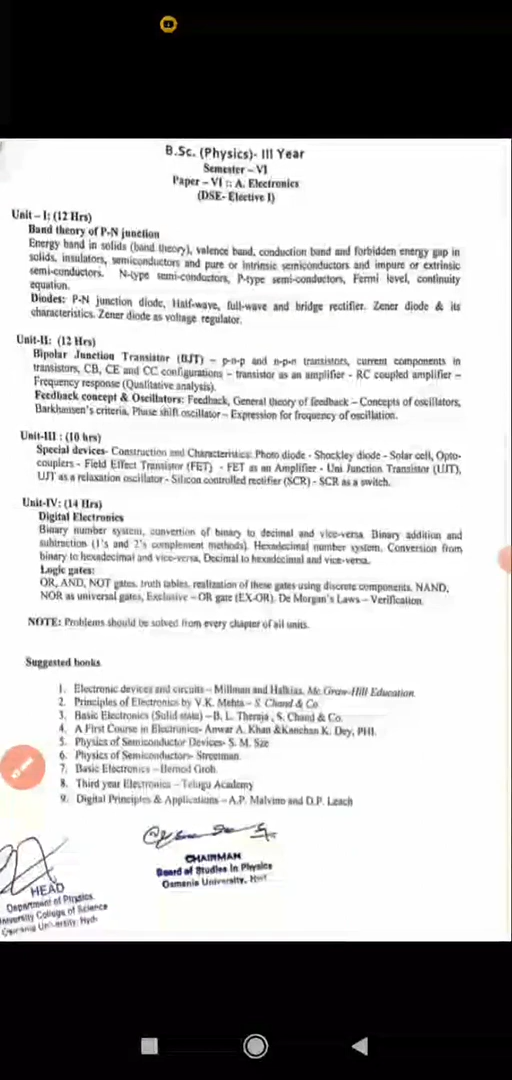 B.Sc. (Physics)- III Year
Semester – VI
Paper – VI :: A. Electronics
(DSE- Elective I)
Unit – I: (12 Hrs)
Band theory of P-N junction
Energy band in solids (band theory), valence band, conduction band and forbidden energy gap in
solids, insulators, semiconductors and pure or intrinsic semiconductors and impure or extrinsic
semi-conductors. N-type semi-conductors, P-type semi-conductors, Fermi level, continuity
equation.
Diodes: P-N junction diode, Half-wave, full-wave and bridge rectifier. Zener diode & its
characteristics. Zener diode as voltage regulator.
Unit-II: (12 Hrs)
Bipolar Junction Transistor (BJT) – p-n-p and n-p-n transistors, current components in
transistors, CB, CE and CC configurations – transistor as an amplifier - RC coupled amplifier –
Frequency response (Qualitative analysis).
Feedback concept & Oscillators: Feedback, General theory of feedback – Concepts of oscillators,
Barkhausen's criteria, Phase shift oscillator – Expression for frequency of oscillation.
Unit-III : (10 hrs)
Special devices- Construction and Characteristics: Photo diode - Shockley diode - Solar cell, Opto-
couplers - Field Effect Transistor (FET) - FET as an Amplifier - Uni Junction Transistor (UJT),
UJT as a relaxation oscillator - Silicon controlled rectifier (SCR) - SCR as a switch.
Unit-IV: (14 Hrs)
Digital Electronics
Binary number system, convertion of binary to decimal and vice-versa. Binary addition and
subtraction (1's and 2's complement methods). Hexadecimal number system. Conversion from
binary to hexadecimal and vice-versa, Decimal to hexadecimal and vice-versa.
Logic gates:
OR, AND, NOT gates, truth tables, realization of these gates using discrete components. NAND,
NOR as universal gates, Exclusive – OR gate (EX-OR). De Morgan's Laws – Verification.
NOTE: Problems should be solved from every chapter of all units.
Suggested books
1. Electronic devices and circuits – Millman and Halkias. Mc.Graw-Hill Education.
2. Principles of Electronics by V.K. Mehta – S. Chand & Co.
3. Basic Electronics (Solid state) – B. L. Theraja , S. Chand & Co.
4. A First Course in Electronics- Anwar A. Khan & Kanchan K. Dey, PHI.
5. Physics of Semiconductor Devices- S. M. Sze
6. Physics of Semiconductors- Streetman.
7. Basic Electronics – Bernod Grob.
8. Third year Electronics – Telugu Academy
9. Digital Principles & Applications – A.P. Malvino and D.P. Leach
CHAIRMAN
Board of Studies in Physics
Osmania University, Hyd
HEAD
Department of Physics
University College of Science
Osmania University, Hyd